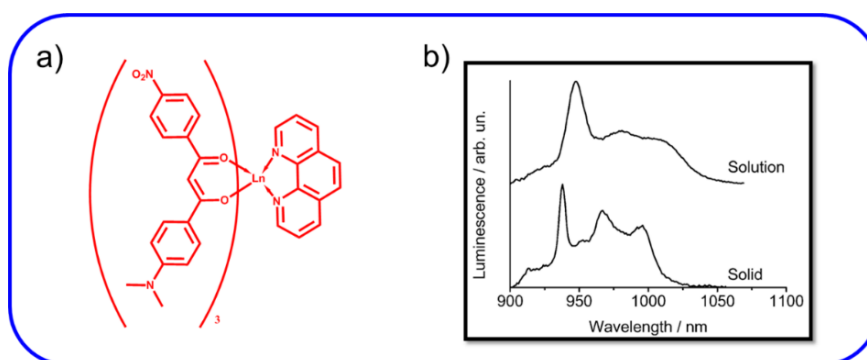 a)
b)
O₂N
O
O
Ln
N
N
N
3
Luminescence / arb. un.
Solution
Solid
900 950 1000 1050 1100
Wavelength / nm